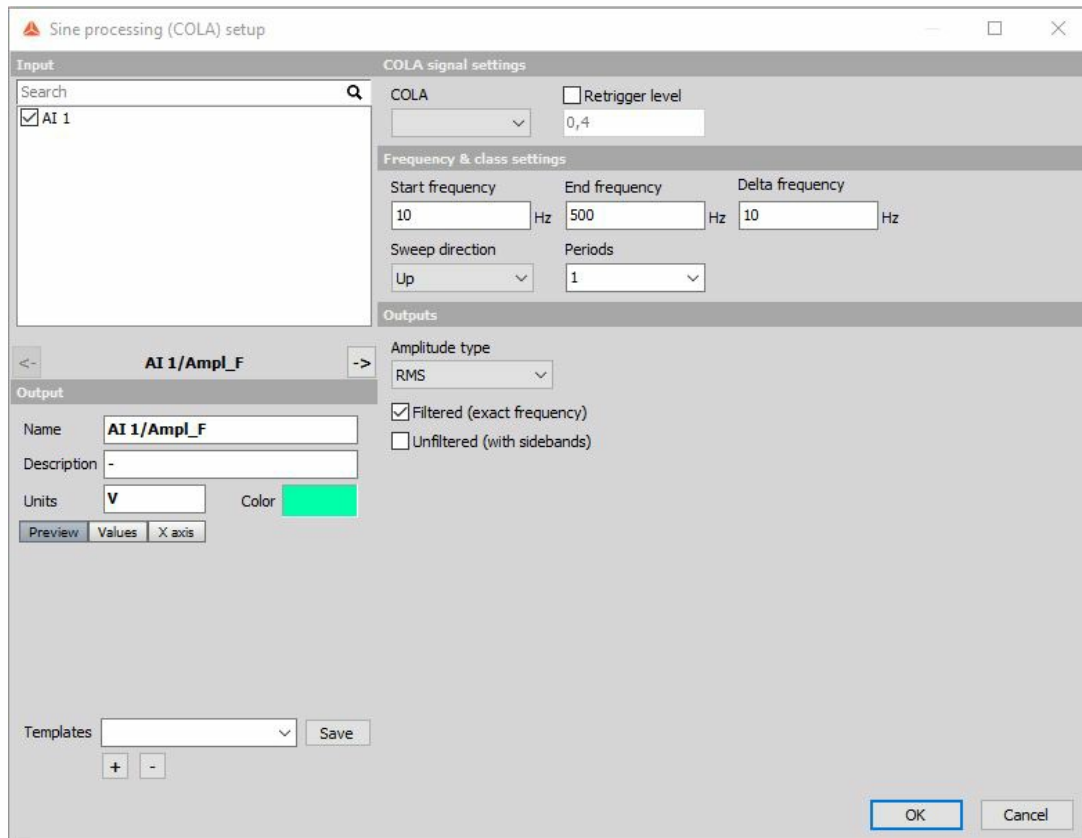 Sine processing (COLA) setup
Input
Search
AI 1
<- AI 1/Ampl_F ->
Output
Name AI 1/Ampl_F
Description -
Units V Color
Preview Values X axis
Templates Save
+ -
COLA signal settings
COLA Retrigger level
0,4
Frequency & class settings
Start frequency End frequency Delta frequency
10 Hz 500 Hz 10 Hz
Sweep direction Periods
Up 1
Outputs
Amplitude type
RMS
Filtered (exact frequency)
Unfiltered (with sidebands)
OK Cancel